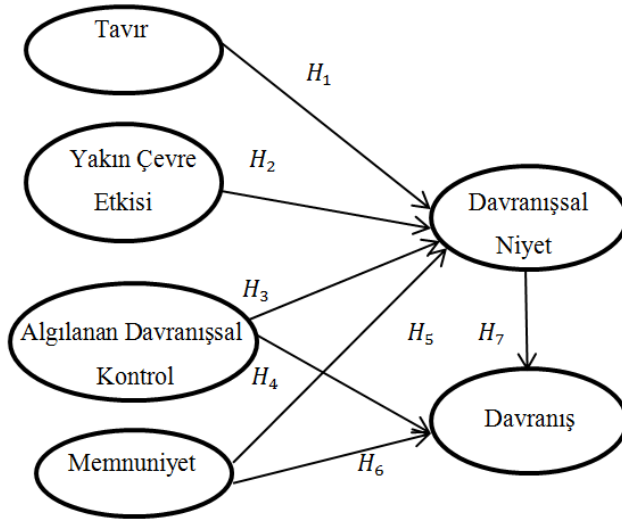 Tavır
H₁
Yakın Çevre
Etkisi
H₂
Davranışsal
Niyet
H₃
Algılanan Davranışsal
Kontrol
H₄
H₅
H₇
Davranış
Memnuniyet
H₆